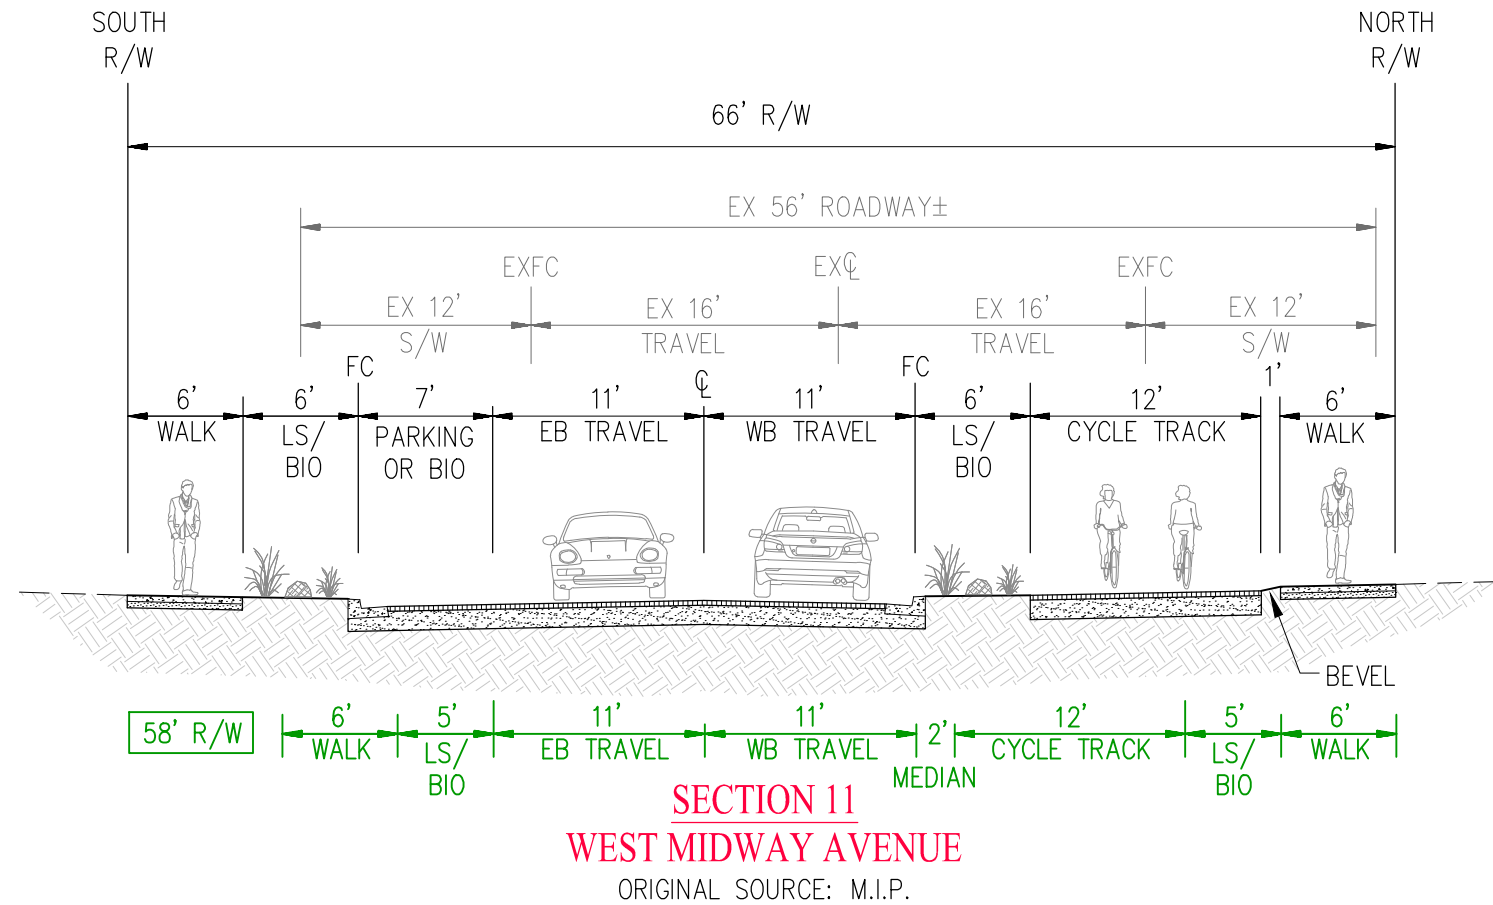 SOUTH
R/W
NORTH
R/W
66' R/W
EX 56' ROADWAY±
EXFC
EX℄
EXFC
EX 12'
S/W
EX 16'
TRAVEL
EX 16'
TRAVEL
EX 12'
S/W
FC
℄
FC
1'
6'
WALK
6'
LS/
BIO
7'
PARKING
OR BIO
11'
EB TRAVEL
11'
WB TRAVEL
6'
LS/
BIO
12'
CYCLE TRACK
6'
WALK
BEVEL
58' R/W
6'
WALK
5'
LS/
BIO
11'
EB TRAVEL
11'
WB TRAVEL
2'
MEDIAN
12'
CYCLE TRACK
5'
LS/
BIO
6'
WALK
SECTION 11
WEST MIDWAY AVENUE
ORIGINAL SOURCE: M.I.P.